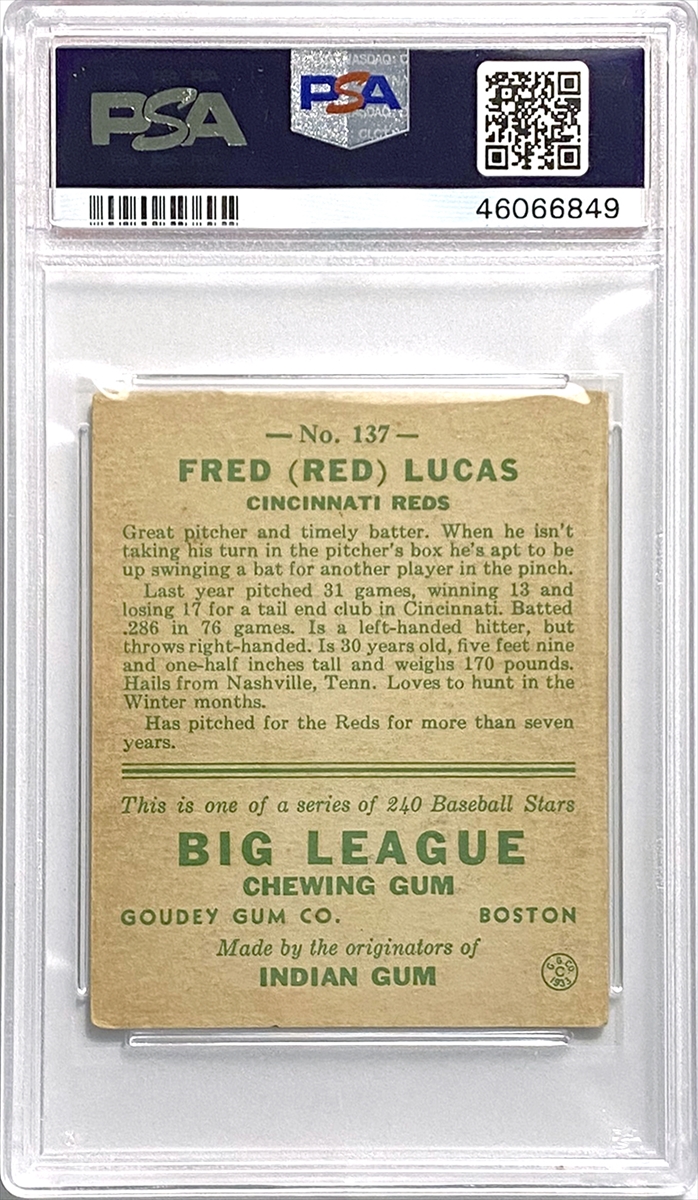 PSA
NASDAQ: C
PSA
NASDAQ:
CLCT
46066849
— No. 137 —
FRED (RED) LUCAS
CINCINNATI REDS
Great pitcher and timely batter. When he isn't
taking his turn in the pitcher's box he's apt to be
up swinging a bat for another player in the pinch.
Last year pitched 31 games, winning 13 and
losing 17 for a tail end club in Cincinnati. Batted
.286 in 76 games. Is a left-handed hitter, but
throws right-handed. Is 30 years old, five feet nine
and one-half inches tall and weighs 170 pounds.
Hails from Nashville, Tenn. Loves to hunt in the
Winter months.
Has pitched for the Reds for more than seven
years.
This is one of a series of 240 Baseball Stars
BIG LEAGUE
CHEWING GUM
GOUDEY GUM CO. BOSTON
Made by the originators of
INDIAN GUM
G. G. CO.
C
1933